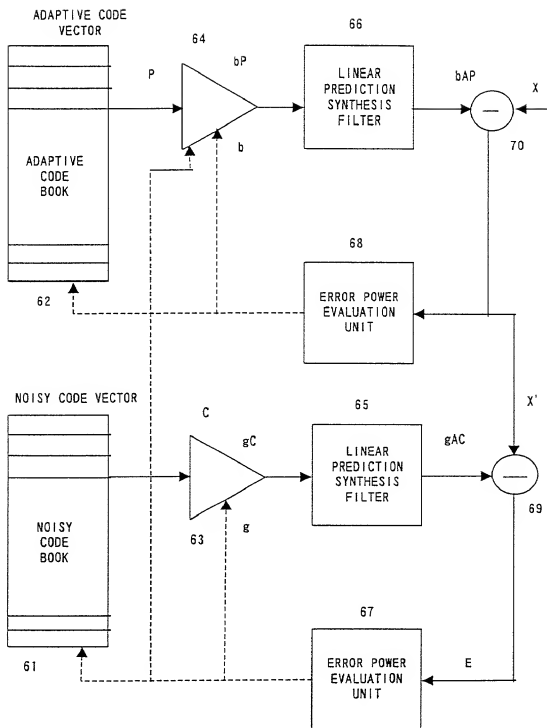 ADAPTIVE CODE
VECTOR
64
66
P
bP
LINEAR
PREDICTION
SYNTHESIS
FILTER
bAP
X
b
70
ADAPTIVE
CODE
BOOK
62
68
ERROR POWER
EVALUATION
UNIT
NOISY CODE VECTOR
C
gC
65
X'
LINEAR
PREDICTION
SYNTHESIS
FILTER
gAC
69
g
63
NOISY
CODE
BOOK
61
67
ERROR POWER
EVALUATION
UNIT
E